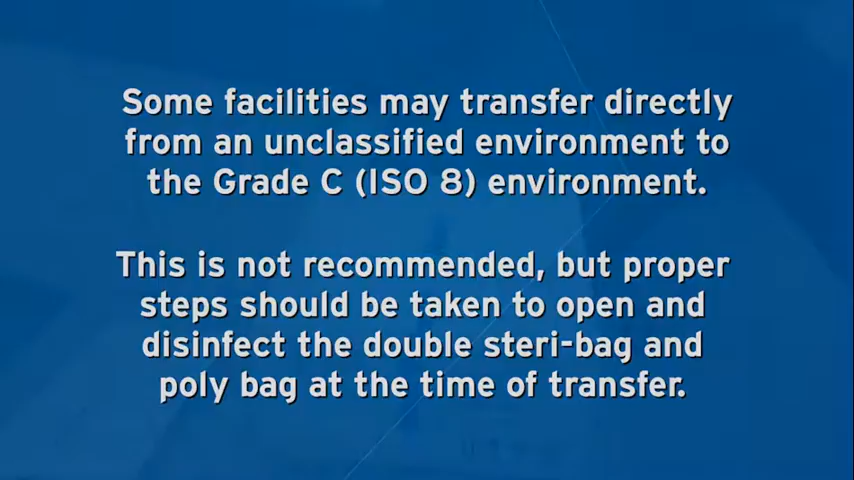 Some facilities may transfer directly
from an unclassified environment to
the Grade C (ISO 8) environment.
This is not recommended, but proper
steps should be taken to open and
disinfect the double steri-bag and
poly bag at the time of transfer.